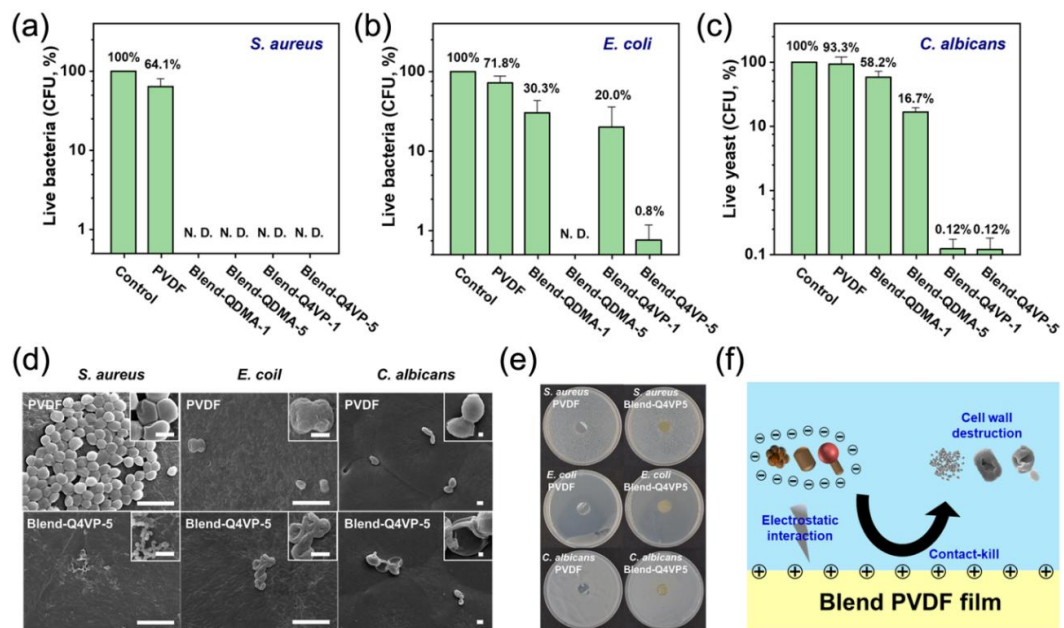 (a)
S. aureus
Live bacteria (CFU, %)
100
10
1
100%
64.1%
N. D. N. D. N. D. N. D.
Control
PVDF
Blend-QDMA-1
Blend-QDMA-5
Blend-Q4VP-1
Blend-Q4VP-5
(b)
E. coli
Live bacteria (CFU, %)
100
10
1
100%
71.8%
30.3%
N. D.
20.0%
0.8%
Control
PVDF
Blend-QDMA-1
Blend-QDMA-5
Blend-Q4VP-1
Blend-Q4VP-5
(c)
C. albicans
Live yeast (CFU, %)
100
10
1
0.1
100%
93.3%
58.2%
16.7%
0.12%
0.12%
Control
PVDF
Blend-QDMA-1
Blend-QDMA-5
Blend-Q4VP-1
Blend-Q4VP-5
(d)
S. aureus
E. coil
C. albicans
PVDF
PVDF
PVDF
Blend-Q4VP-5
Blend-Q4VP-5
Blend-Q4VP-5
(e)
S. aureus
PVDF
S. aureus
Blend-Q4VP5
E. coli
PVDF
E. coli
Blend-Q4VP5
C. albicans
PVDF
C. albicans
Blend-Q4VP5
(f)
Cell wall
destruction
Electrostatic
interaction
Contact-kill
Blend PVDF film